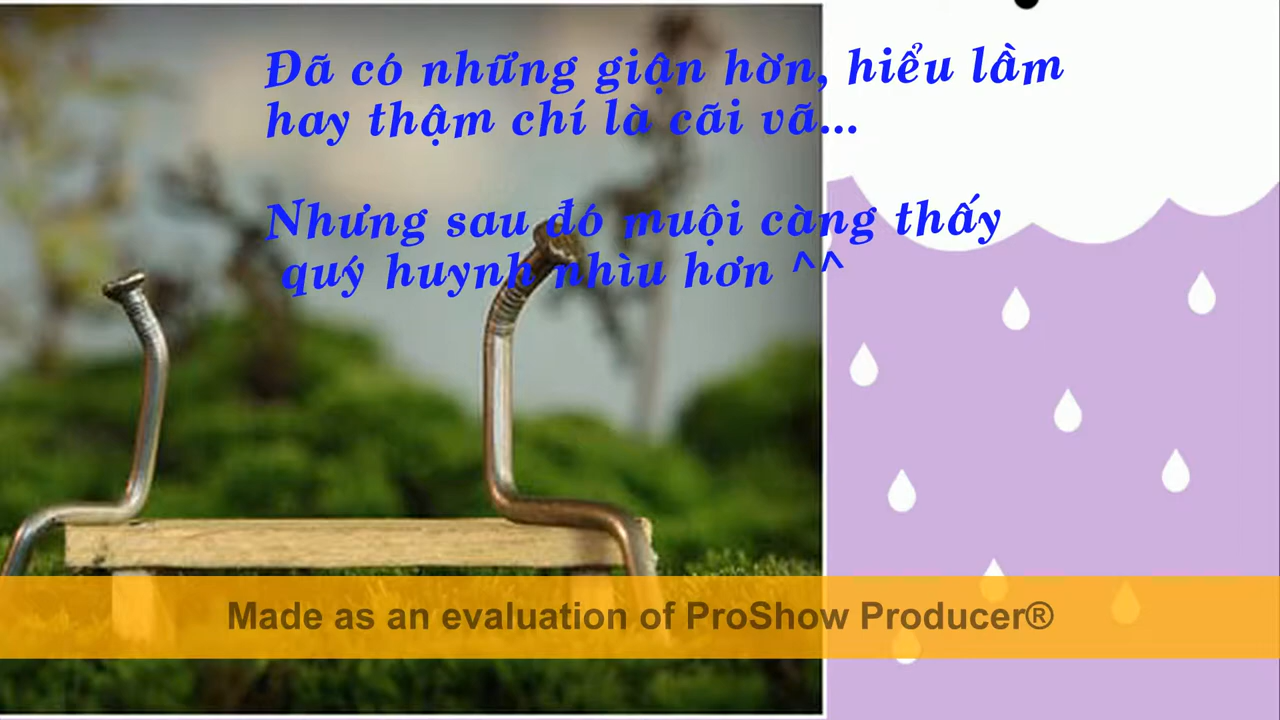 Đã có những giận hờn, hiểu lầm
hay thậm chí là cãi vã...
Nhưng sau đó muội càng thấy
quý huynh nhìu hơn ^^
Made as an evaluation of ProShow Producer®